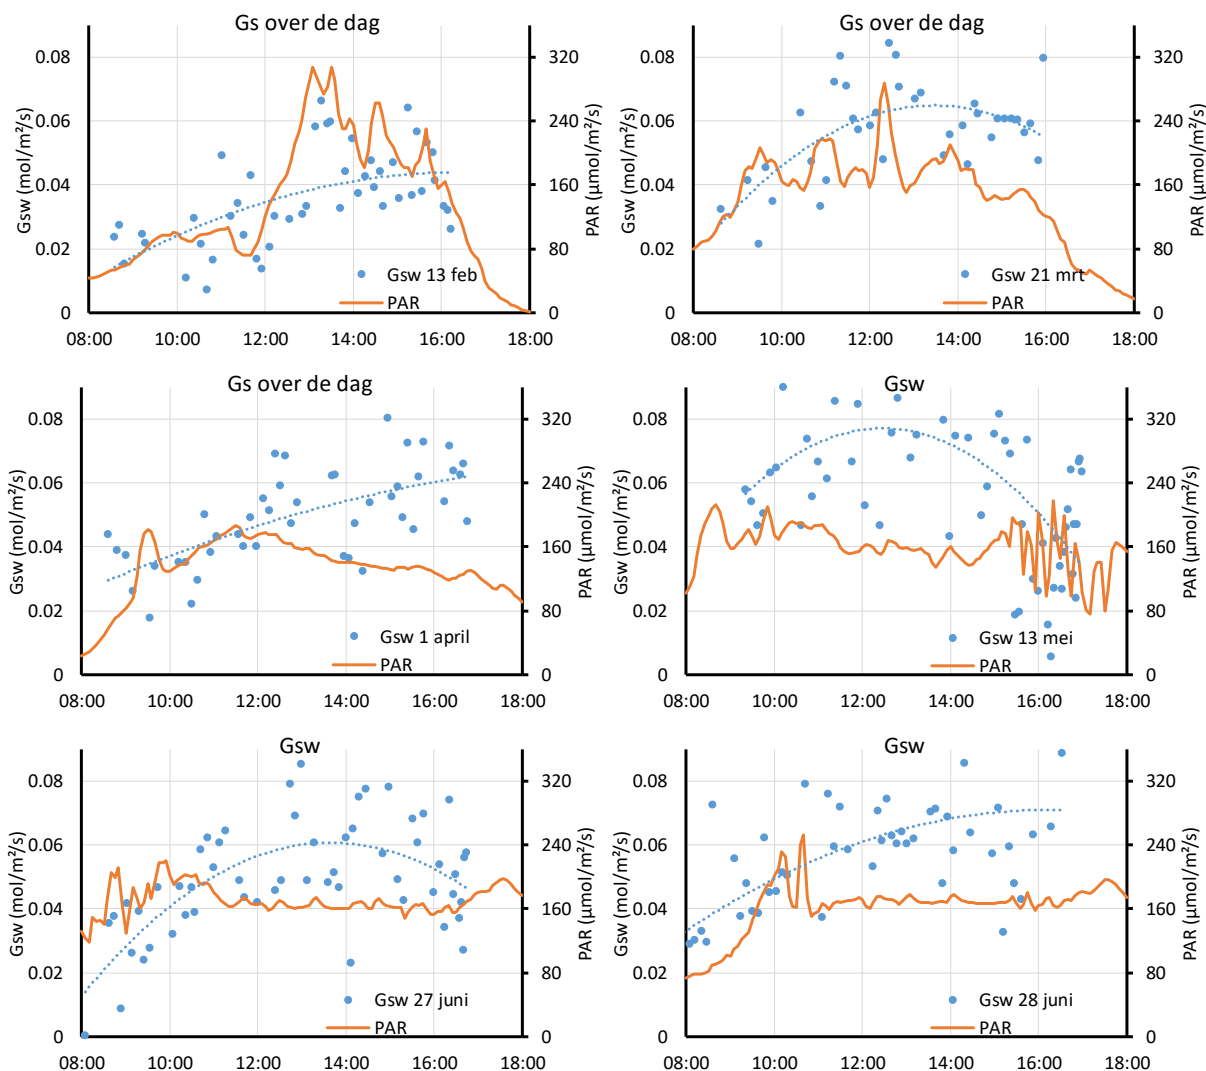 Gs over de dag
0.08
0.06
0.04
0.02
0
320
240
160
80
0
Gsw (mol/m²/s)
PAR (µmol/m²/s)
Gsw 13 feb
PAR
08:00 10:00 12:00 14:00 16:00 18:00
Gs over de dag
0.08
0.06
0.04
0.02
0
320
240
160
80
0
Gsw (mol/m²/s)
PAR (µmol/m²/s)
Gsw 21 mrt
PAR
08:00 10:00 12:00 14:00 16:00 18:00
Gs over de dag
0.08
0.06
0.04
0.02
0
320
240
160
80
0
Gsw (mol/m²/s)
PAR (µmol/m²/s)
Gsw 1 april
PAR
08:00 10:00 12:00 14:00 16:00 18:00
Gsw
0.08
0.06
0.04
0.02
0
320
240
160
80
0
Gsw (mol/m²/s)
PAR (µmol/m²/s)
Gsw 13 mei
PAR
08:00 10:00 12:00 14:00 16:00 18:00
Gsw
0.08
0.06
0.04
0.02
0
320
240
160
80
0
Gsw (mol/m²/s)
PAR (µmol/m²/s)
Gsw 27 juni
PAR
08:00 10:00 12:00 14:00 16:00 18:00
Gsw
0.08
0.06
0.04
0.02
0
320
240
160
80
0
Gsw (mol/m²/s)
PAR (µmol/m²/s)
Gsw 28 juni
PAR
08:00 10:00 12:00 14:00 16:00 18:00